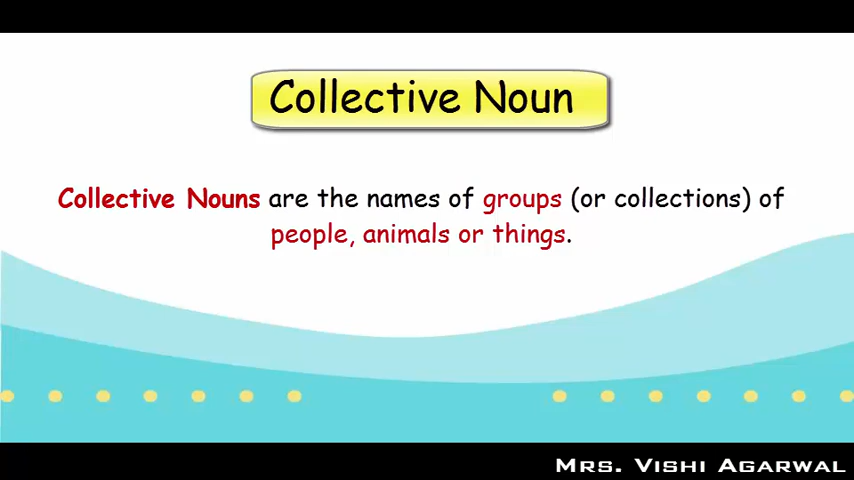 Collective Noun
Collective Nouns are the names of groups (or collections) of
people, animals or things.
Mrs. Vishi Agarwal